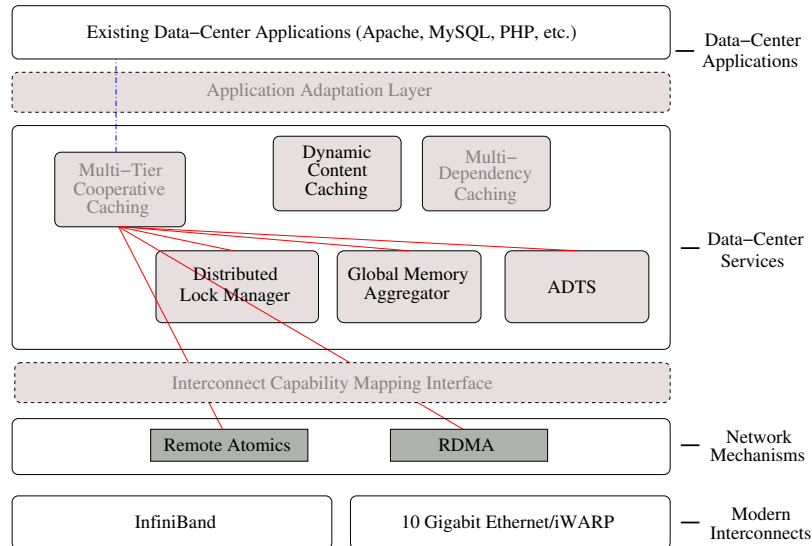 Existing Data−Center Applications (Apache, MySQL, PHP, etc.)
Data−Center
Applications
Application Adaptation Layer
Multi−Tier
Cooperative
Caching
Dynamic
Content
Caching
Multi−
Dependency
Caching
Distributed
Lock Manager
Global Memory
Aggregator
ADTS
Data−Center
Services
Interconnect Capability Mapping Interface
Remote Atomics
RDMA
Network
Mechanisms
InfiniBand
10 Gigabit Ethernet/iWARP
Modern
Interconnects